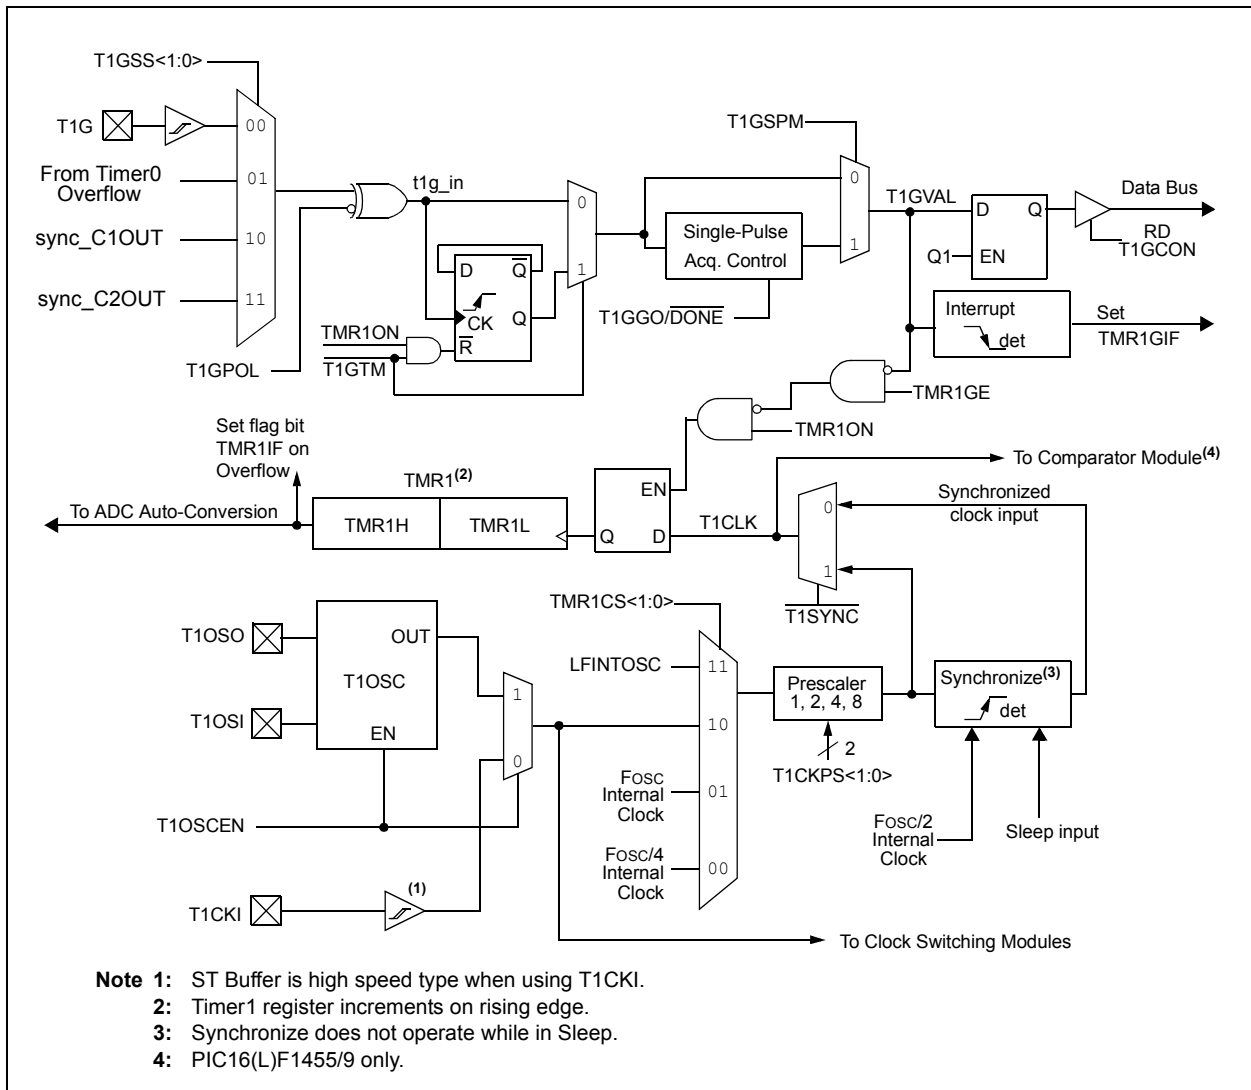 T1GSS<1:0>
T1G
00
From Timer0
Overflow
01
sync_C1OUT
10
sync_C2OUT
11
T1GPOL
t1g_in
D
Q
CK
Q
R
TMR1ON
T1GTM
0
1
Single-Pulse
Acq. Control
T1GGO/DONE
T1GSPM
0
1
T1GVAL
D
Q
Q1
EN
Data Bus
RD
T1GCON
Interrupt
det
Set
TMR1GIF
TMR1GE
TMR1ON
Set flag bit
TMR1IF on
Overflow
To ADC Auto-Conversion
TMR1(2)
TMR1H
TMR1L
EN
Q
D
T1CLK
To Comparator Module(4)
0
1
T1SYNC
Synchronized
clock input
T1OSO
T1OSI
OUT
T1OSC
EN
T1OSCEN
T1CKI
(1)
1
0
TMR1CS<1:0>
LFINTOSC
11
10
FOSC
Internal
Clock
01
FOSC/4
Internal
Clock
00
Prescaler
1, 2, 4, 8
2
T1CKPS<1:0>
Synchronize(3)
det
FOSC/2
Internal
Clock
Sleep input
To Clock Switching Modules
Note 1: ST Buffer is high speed type when using T1CKI.
2: Timer1 register increments on rising edge.
3: Synchronize does not operate while in Sleep.
4: PIC16(L)F1455/9 only.